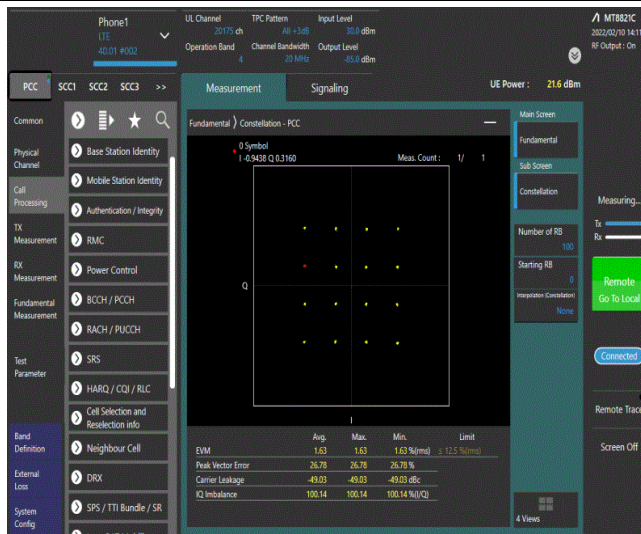 Phone1
LTE
40.01 #002
UL Channel TPC Pattern Input Level
20175 ch All +3dB 30.0 dBm
Operation Band Channel Bandwidth Output Level
4 20 MHz -85.0 dBm
MT8821C
2022/02/10 14:11
RF Output : On
PCC SCC1 SCC2 SCC3 >>
Measurement Signaling UE Power : 21.6 dBm
Common
Physical Channel
Call Processing
TX Measurement
RX Measurement
Fundamental Measurement
Test Parameter
Band Definition
External Loss
System Config
Base Station Identity
Mobile Station Identity
Authentication / Integrity
RMC
Power Control
BCCH / PCCH
RACH / PUCCH
SRS
HARQ / CQI / RLC
Cell Selection and
Reselection info
Neighbour Cell
DRX
SPS / TTI Bundle / SR
Fundamental 〉 Constellation - PCC
0 Symbol
I -0.9438 Q 0.3160 Meas. Count : 1/ 1
Q
I
Avg. Max. Min. Limit
EVM 1.63 1.63 1.63 %(rms) ≤ 12.5 %(rms)
Peak Vector Error 26.78 26.78 26.78 %
Carrier Leakage -49.03 -49.03 -49.03 dBc
IQ Imbalance 100.14 100.14 100.14 %(I/Q)
Main Screen
Fundamental
Sub Screen
Constellation
Number of RB
100
Starting RB
0
Interpolation (Constellation)
None
4 Views
Measuring...
Tx
Rx
Remote
Go To Local
Connected
Remote Trace
Screen Off